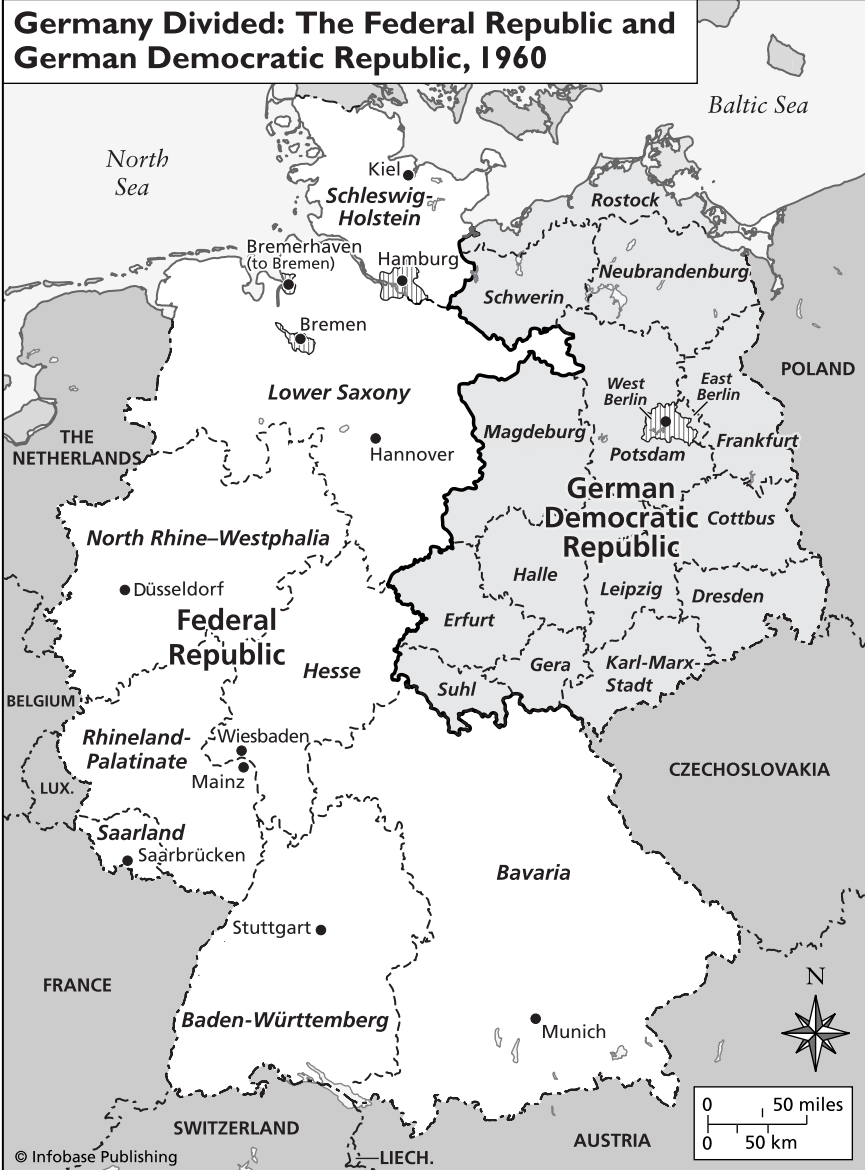 Germany Divided: The Federal Republic and
German Democratic Republic, 1960
Baltic Sea
North
Sea
Kiel
Schleswig-
Holstein
Rostock
Bremerhaven
(to Bremen)
Hamburg
Neubrandenburg
Schwerin
Bremen
POLAND
Lower Saxony
West
Berlin
East
Berlin
THE
NETHERLANDS
Hannover
Magdeburg
Potsdam
Frankfurt
German
Democratic
Republic
Cottbus
North Rhine–Westphalia
Düsseldorf
Halle
Leipzig
Dresden
Federal
Republic
Erfurt
Hesse
Gera
Karl-Marx-
Stadt
Suhl
BELGIUM
Rhineland-
Palatinate
Wiesbaden
Mainz
LUX.
CZECHOSLOVAKIA
Saarland
Saarbrücken
Bavaria
Stuttgart
FRANCE
N
Baden-Württemberg
Munich
0 50 miles
0 50 km
SWITZERLAND
AUSTRIA
LIECH.
© Infobase Publishing